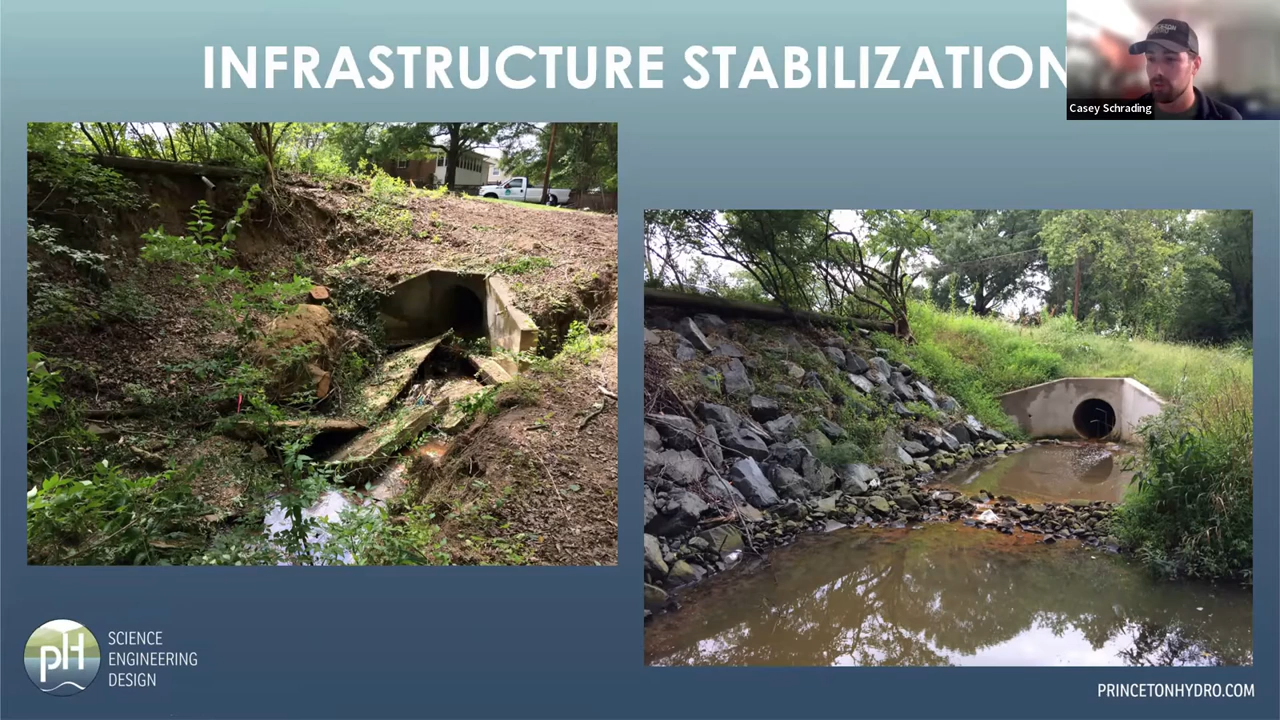 INFRASTRUCTURE STABILIZATION
Casey Schrading
pH
SCIENCE
ENGINEERING
DESIGN
PRINCETONHYDRO.COM